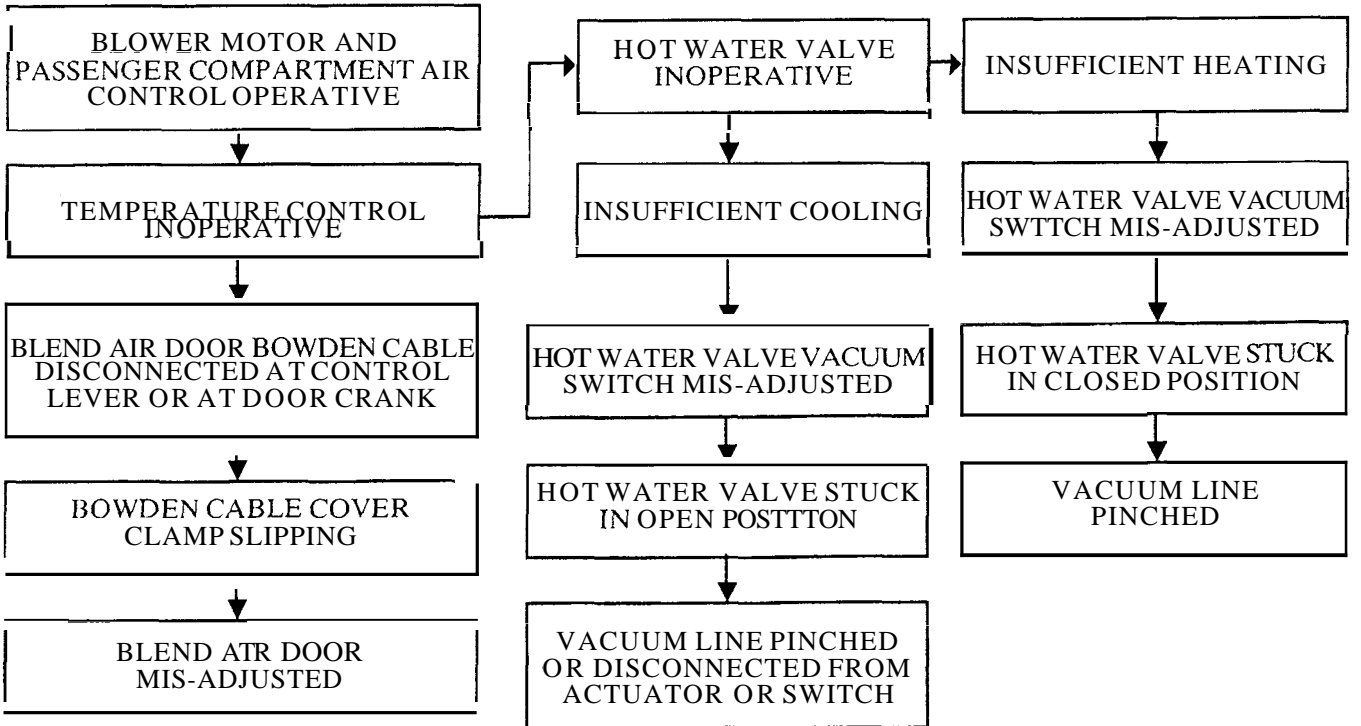 BLOWER MOTOR AND
PASSENGER COMPARTMENT AIR
CONTROL OPERATIVE
TEMPERATURE CONTROL
INOPERATIVE
BLEND AIR DOOR BOWDEN CABLE
DISCONNECTED AT CONTROL
LEVER OR AT DOOR CRANK
BOWDEN CABLE COVER
CLAMP SLIPPING
BLEND ATR DOOR
MIS-ADJUSTED
HOT WATER VALVE
INOPERATIVE
INSUFFICIENT COOLING
HOT WATER VALVE VACUUM
SWITCH MIS-ADJUSTED
HOT WATER VALVE STUCK
IN OPEN POSTTTON
VACUUM LINE PINCHED
OR DISCONNECTED FROM
ACTUATOR OR SWITCH
INSUFFICIENT HEATING
HOT WATER VALVE VACUUM
SWTTCH MIS-ADJUSTED
HOT WATER VALVE STUCK
IN CLOSED POSITION
VACUUM LINE
PINCHED